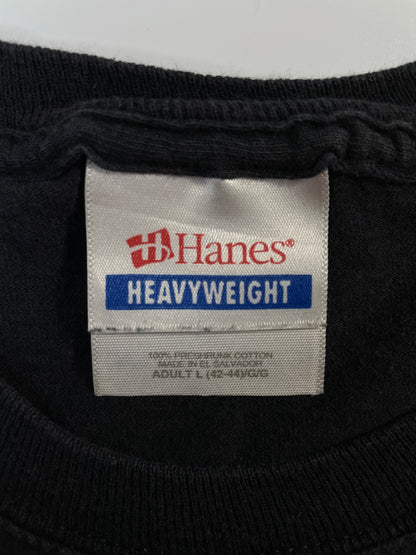 Hanes®
HEAVYWEIGHT
100% PRESHRUNK COTTON
MADE IN EL SALVADOR
ADULT L (42-44)/G/G